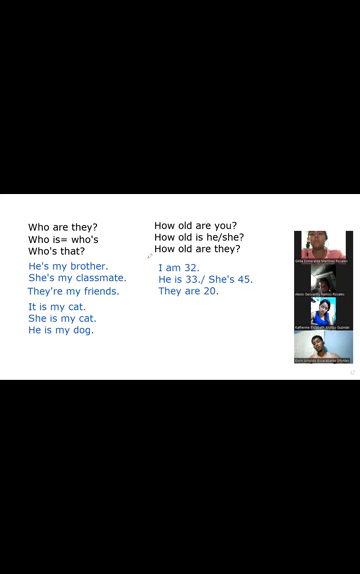 Who are they?
Who is= who's
Who's that?
He's my brother.
She's my classmate.
They're my friends.
It is my cat.
She is my cat.
He is my dog.
How old are you?
How old is he/she?
How old are they?
I am 32.
He is 33./ She's 45.
They are 20.